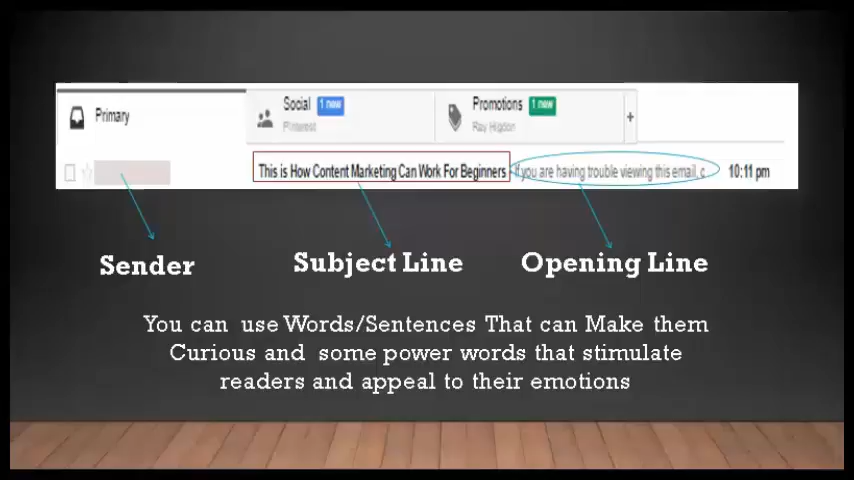 Primary
Social 1 new
Pinterest
Promotions 1 new
Ray Higdon
+
This is How Content Marketing Can Work For Beginners If you are having trouble viewing this email, c 10:11 pm
Sender
Subject Line
Opening Line
You can use Words/Sentences That can Make them
Curious and some power words that stimulate
readers and appeal to their emotions